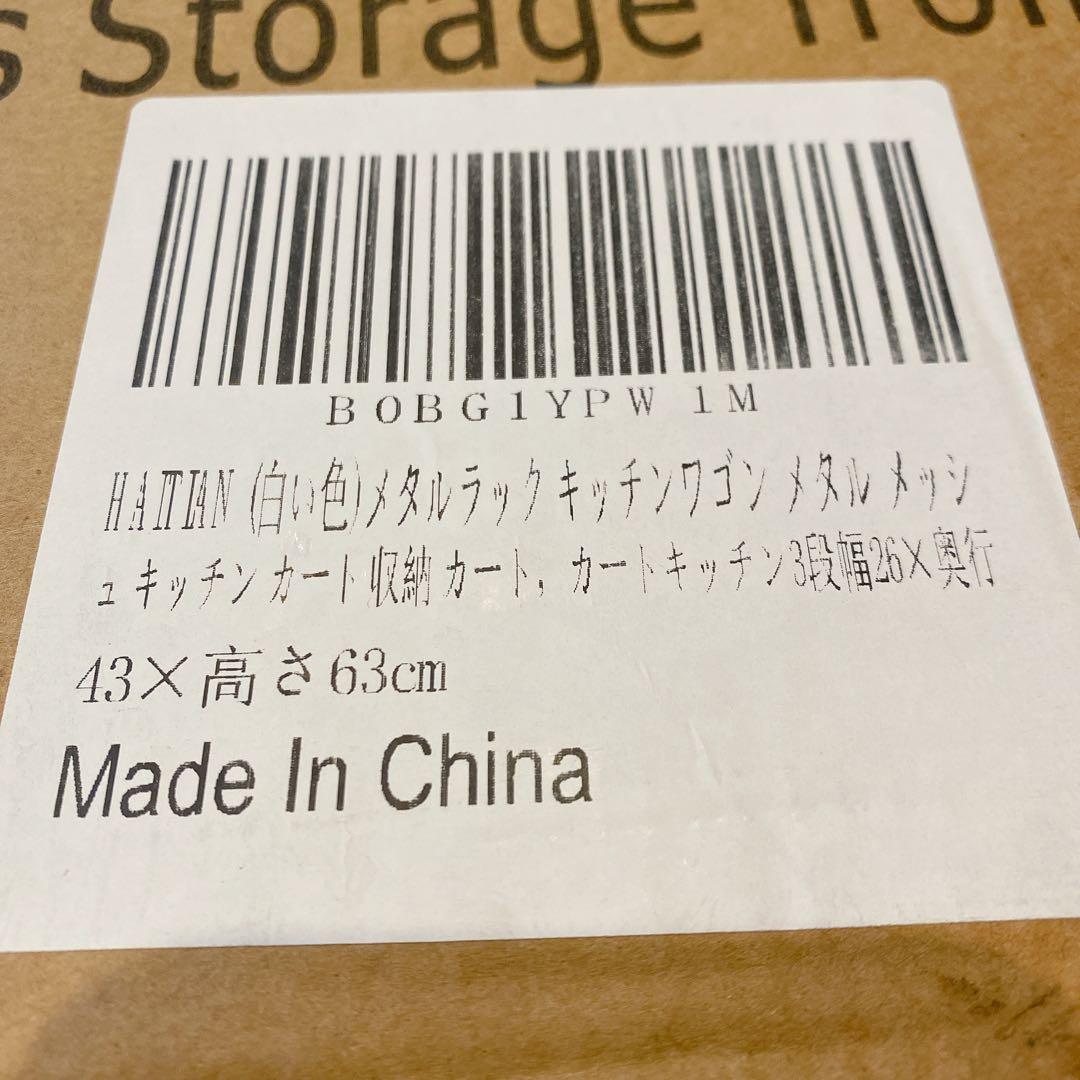 s Storage Troll
B0BG1YPW 1M
HAITIAN (白い色)メタルラック キッチンワゴン メタル メッシ
ュ キッチン カート 収納 カート, カートキッチン3段幅26×奥行
43×高さ63cm
Made In China